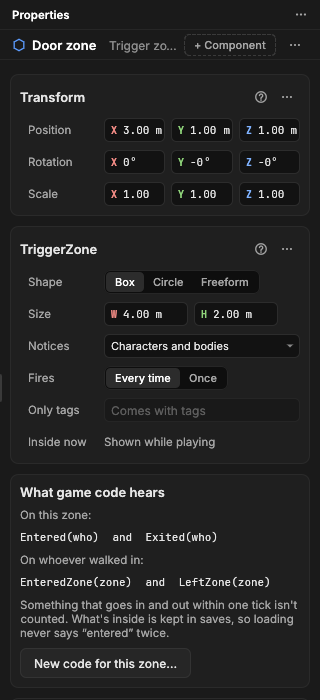 Properties
Door zone Trigger zo... + Component
Transform
Position X 3.00 m Y 1.00 m Z 1.00 m
Rotation X 0° Y -0° Z -0°
Scale X 1.00 Y 1.00 Z 1.00
TriggerZone
Shape Box Circle Freeform
Size W 4.00 m H 2.00 m
Notices Characters and bodies
Fires Every time Once
Only tags Comes with tags
Inside now Shown while playing
What game code hears
On this zone:
Entered(who) and Exited(who)
On whoever walked in:
EnteredZone(zone) and LeftZone(zone)
Something that goes in and out within one tick isn't
counted. What's inside is kept in saves, so loading
never says “entered” twice.
New code for this zone...